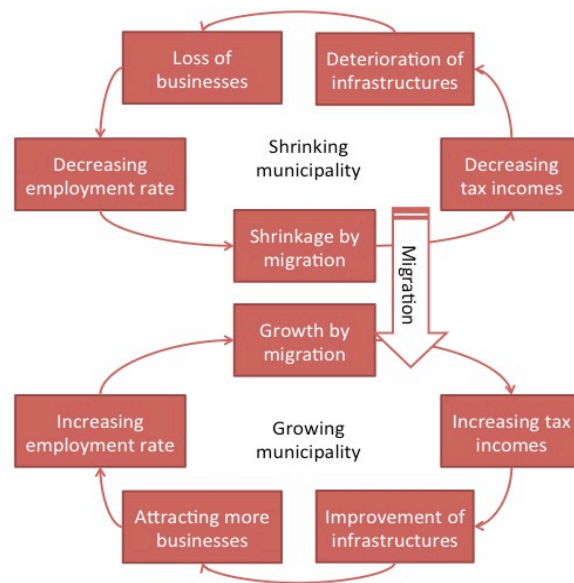 Loss of
businesses
Deterioration of
infrastructures
Decreasing
employment rate
Shrinking
municipality
Decreasing
tax incomes
Shrinkage by
migration
Migration
Growth by
migration
Increasing
employment rate
Growing
municipality
Increasing tax
incomes
Attracting more
businesses
Improvement of
infrastructures